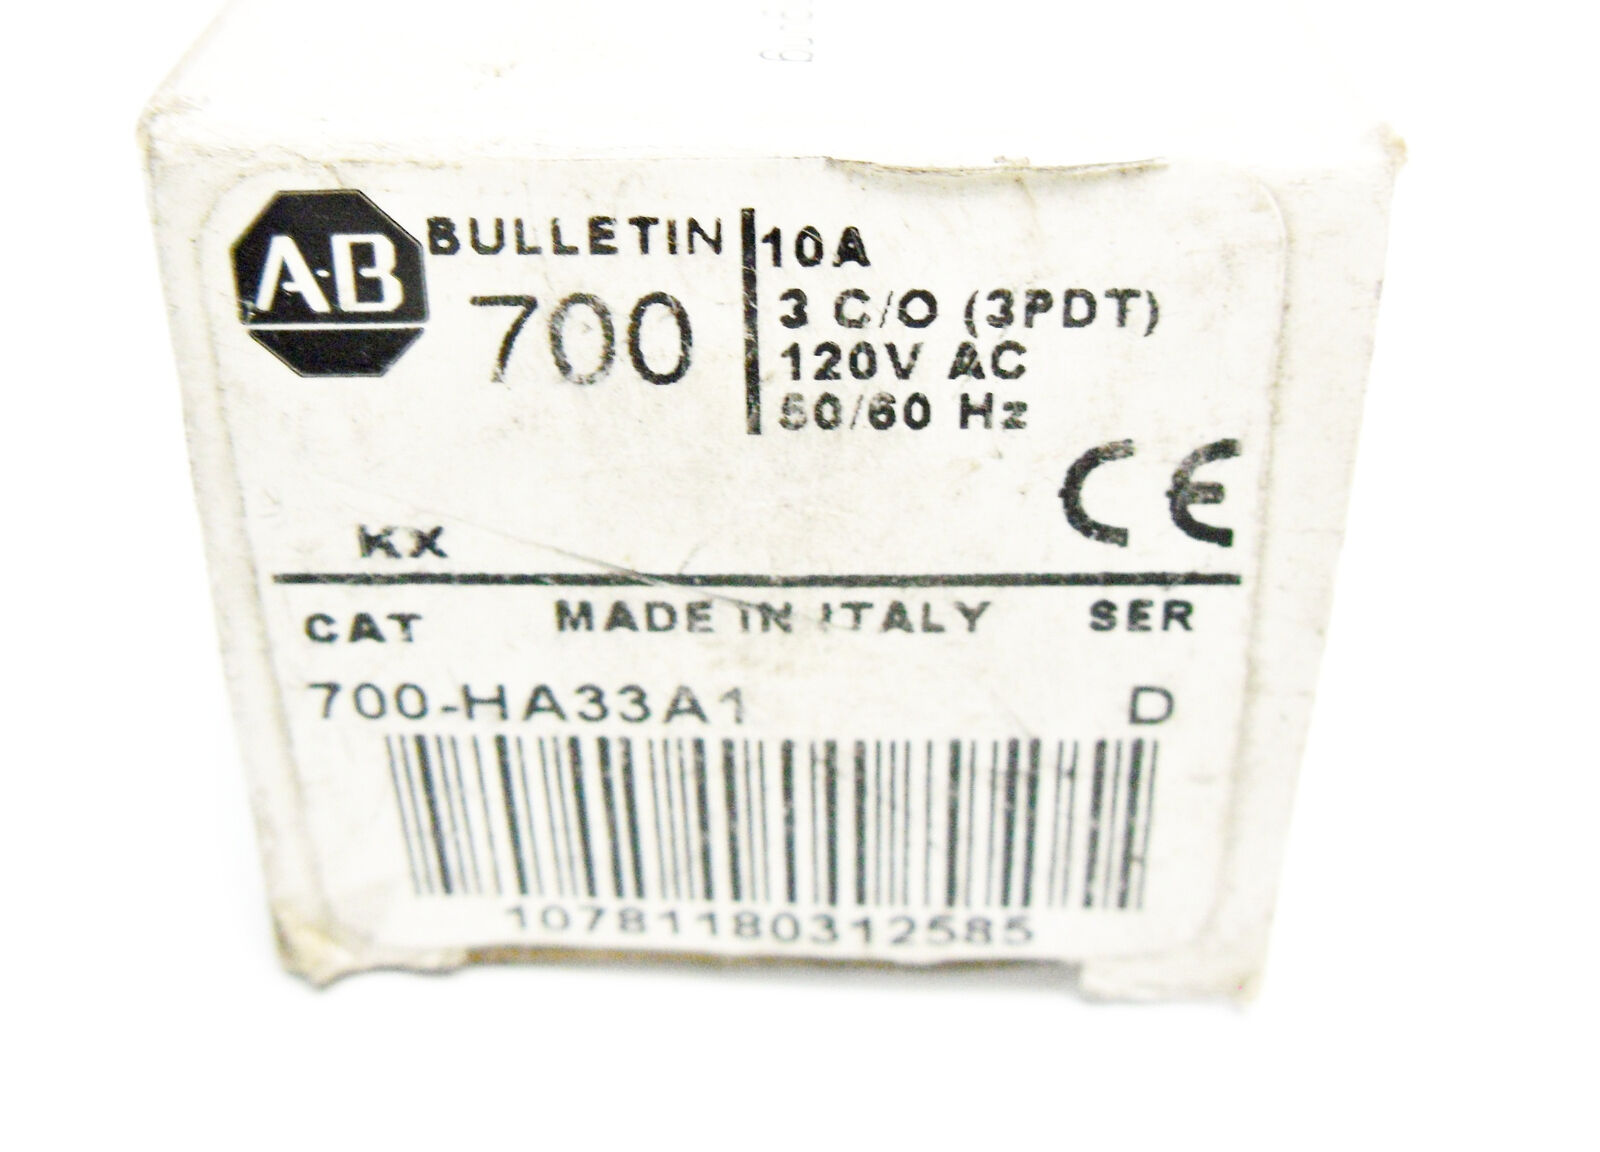 A-B
BULLETIN
700
10A
3 C/O (3PDT)
120V AC
50/60 Hz
CE
KX
CAT MADE IN ITALY SER
700-HA33A1 D
10781180312585